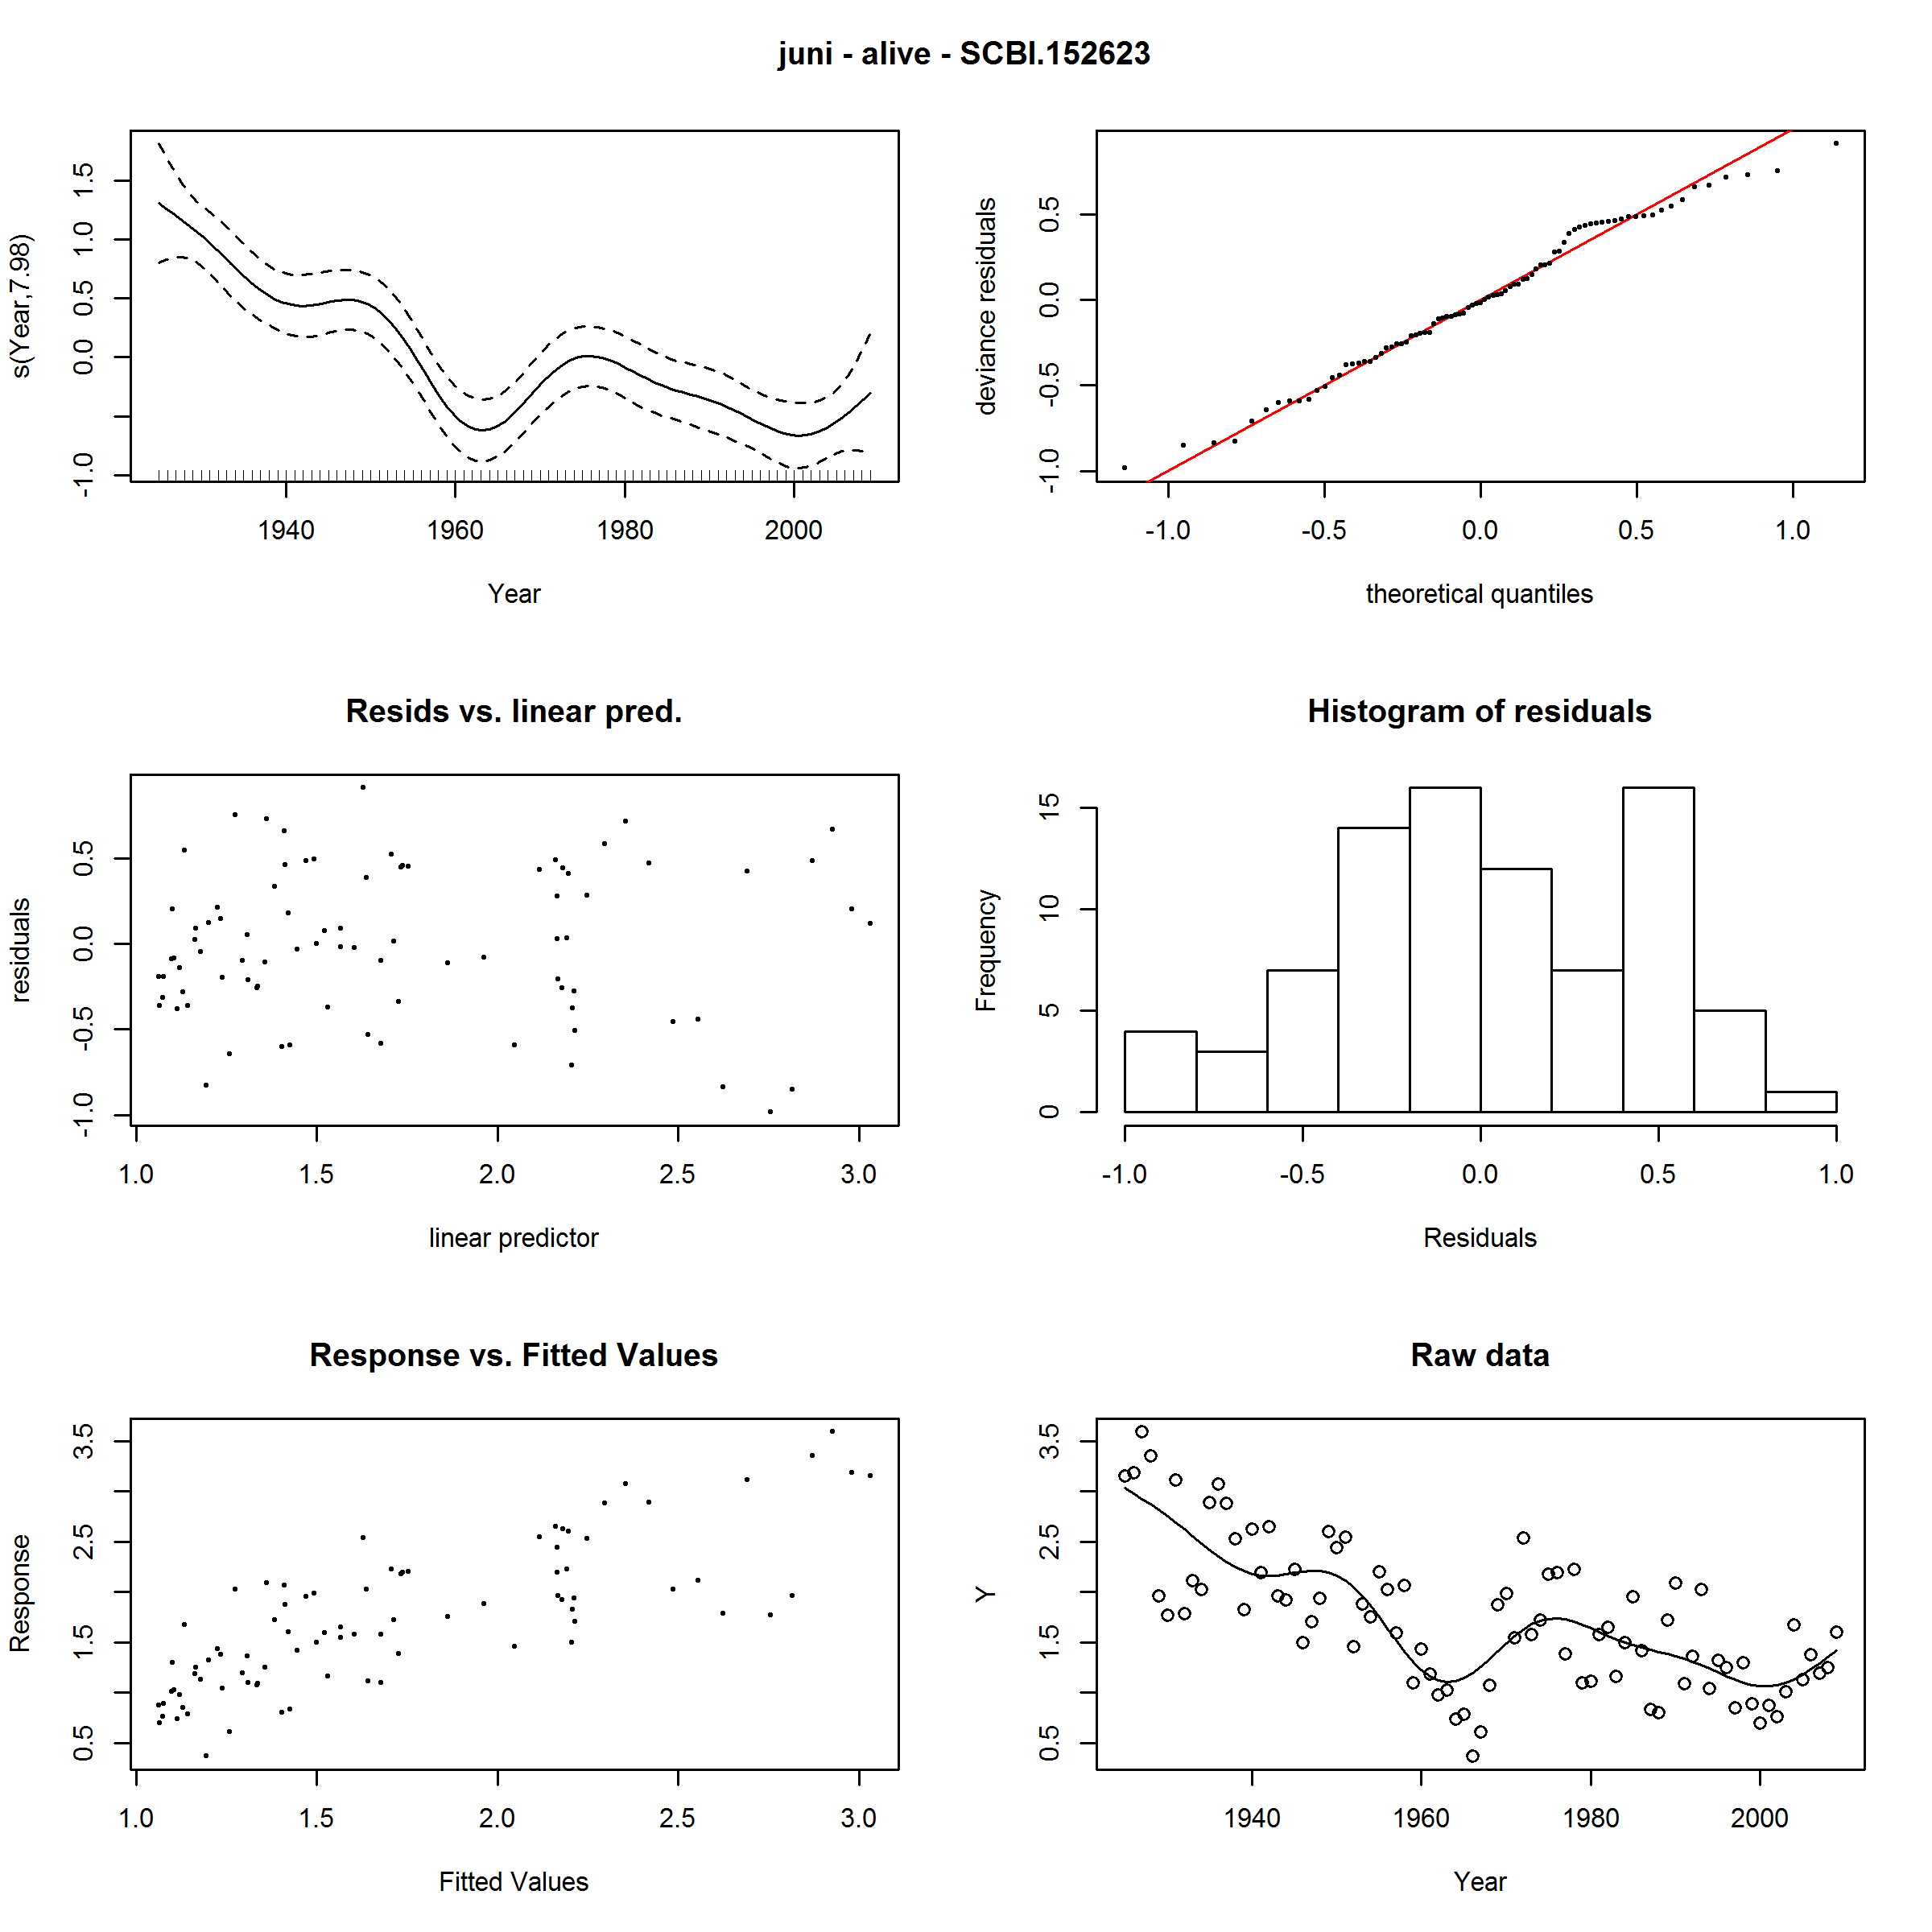 juni - alive - SCBI.152623
s(Year,7.98)
-1.0 0.0 0.5 1.0 1.5
1940 1960 1980 2000
Year
deviance residuals
-1.0 -0.5 0.0 0.5
-1.0 -0.5 0.0 0.5 1.0
theoretical quantiles
Resids vs. linear pred.
residuals
-1.0 -0.5 0.0 0.5
1.0 1.5 2.0 2.5 3.0
linear predictor
Histogram of residuals
Frequency
0 5 10 15
-1.0 -0.5 0.0 0.5 1.0
Residuals
Response vs. Fitted Values
Response
0.5 1.5 2.5 3.5
1.0 1.5 2.0 2.5 3.0
Fitted Values
Raw data
Y
0.5 1.5 2.5 3.5
1940 1960 1980 2000
Year